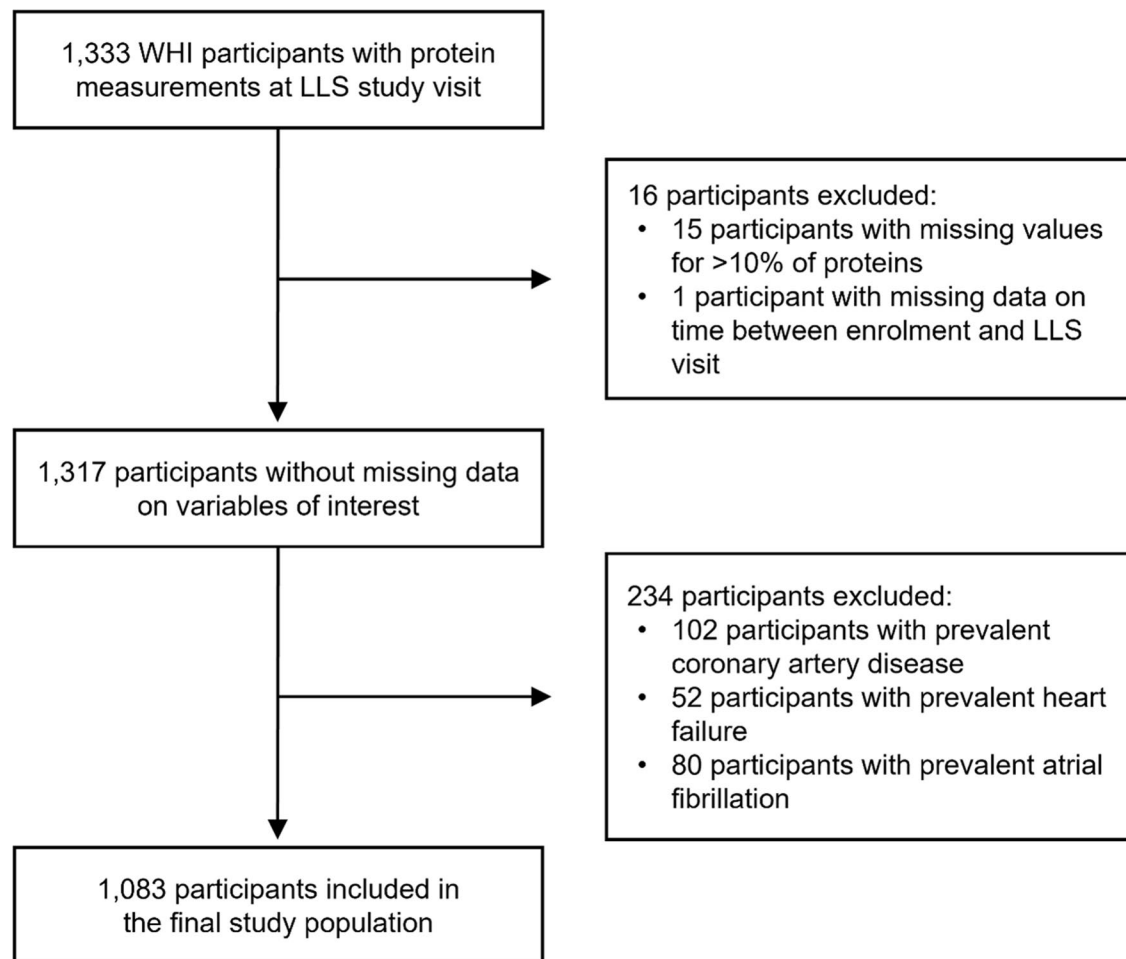 1,333 WHI participants with protein
measurements at LLS study visit
16 participants excluded:
• 15 participants with missing values
for >10% of proteins
• 1 participant with missing data on
time between enrolment and LLS
visit
1,317 participants without missing data
on variables of interest
234 participants excluded:
• 102 participants with prevalent
coronary artery disease
• 52 participants with prevalent heart
failure
• 80 participants with prevalent atrial
fibrillation
1,083 participants included in
the final study population